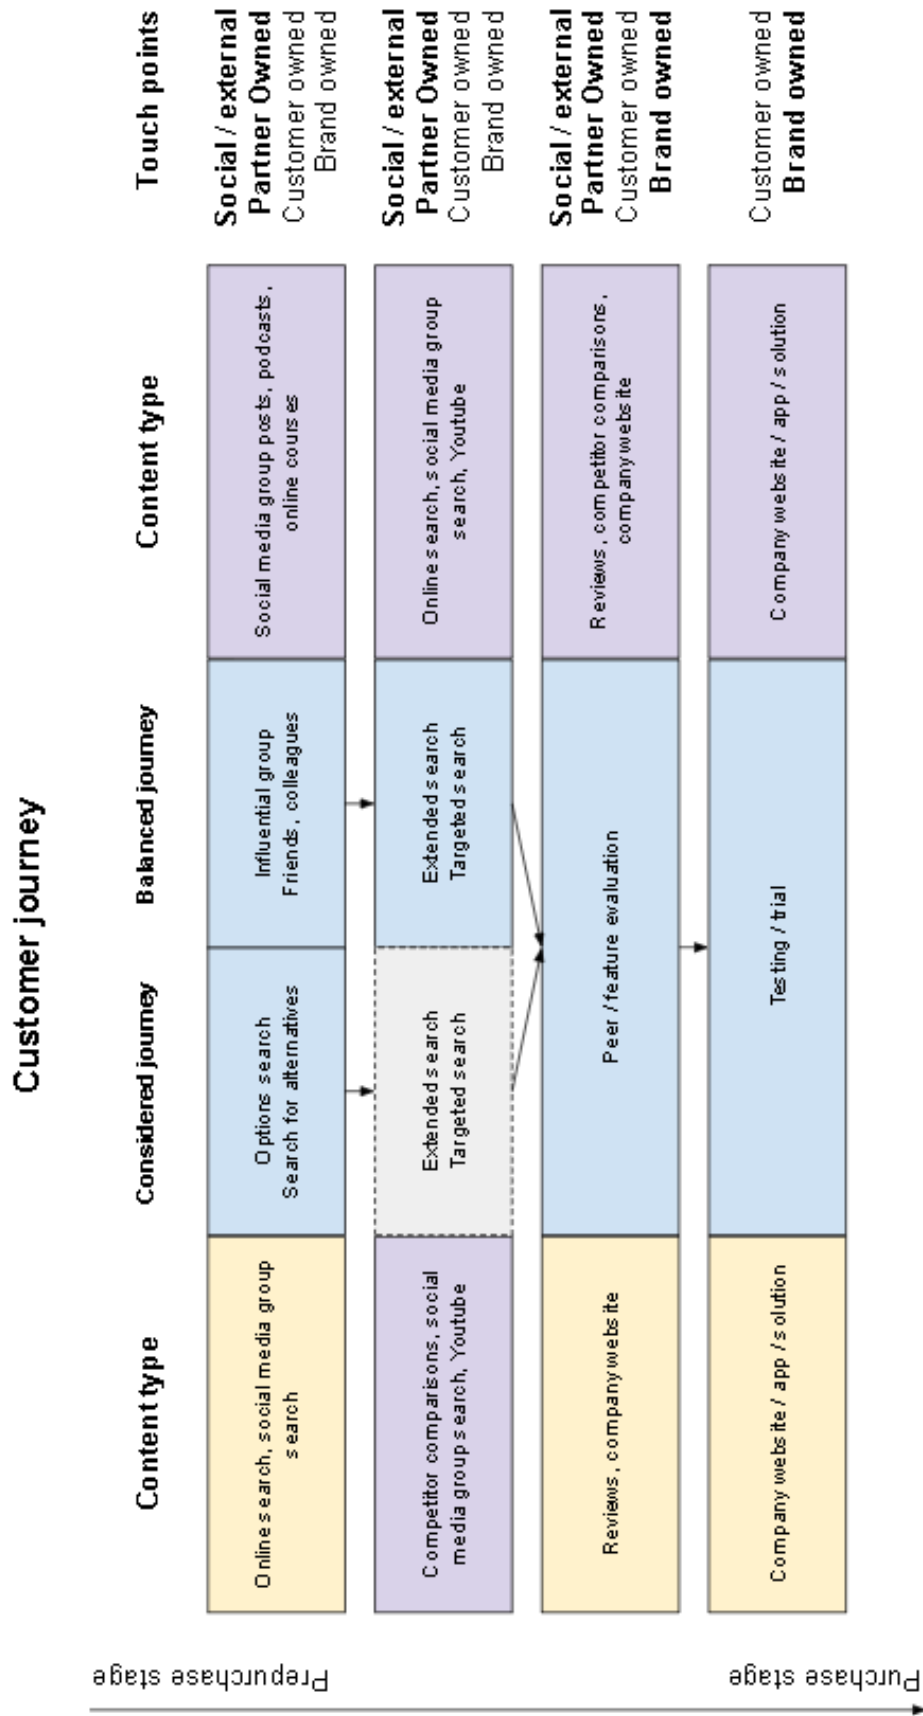 Customer journey
Content type
Considered journey
Balanced journey
Content type
Touch points
Prepurchase stage
Online search, social media group
search
Options search
Search for alternatives
Influential group
Friends, colleagues
Social media group posts, podcasts,
online courses
Social / external
Partner Owned
Customer owned
Brand owned
Competitor comparisons, social
media group search, Youtube
Extended search
Targeted search
Extended search
Targeted search
Online search, social media group
search, Youtube
Social / external
Partner Owned
Customer owned
Brand owned
Reviews, company website
Peer / feature evaluation
Reviews, competitor comparisons,
company website
Social / external
Partner Owned
Customer owned
Brand owned
Purchase stage
Company website / app / solution
Testing / trial
Company website / app / solution
Customer owned
Brand owned